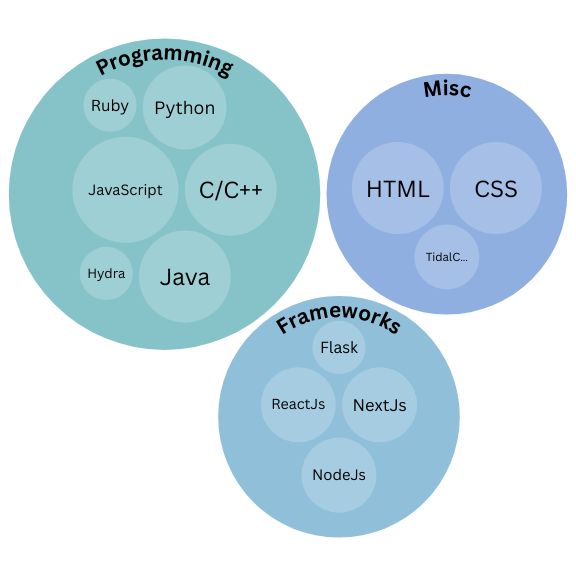 Programming
Ruby
Python
JavaScript
C/C++
Hydra
Java
Misc
HTML
CSS
TidalC...
Frameworks
Flask
ReactJs
NextJs
NodeJs